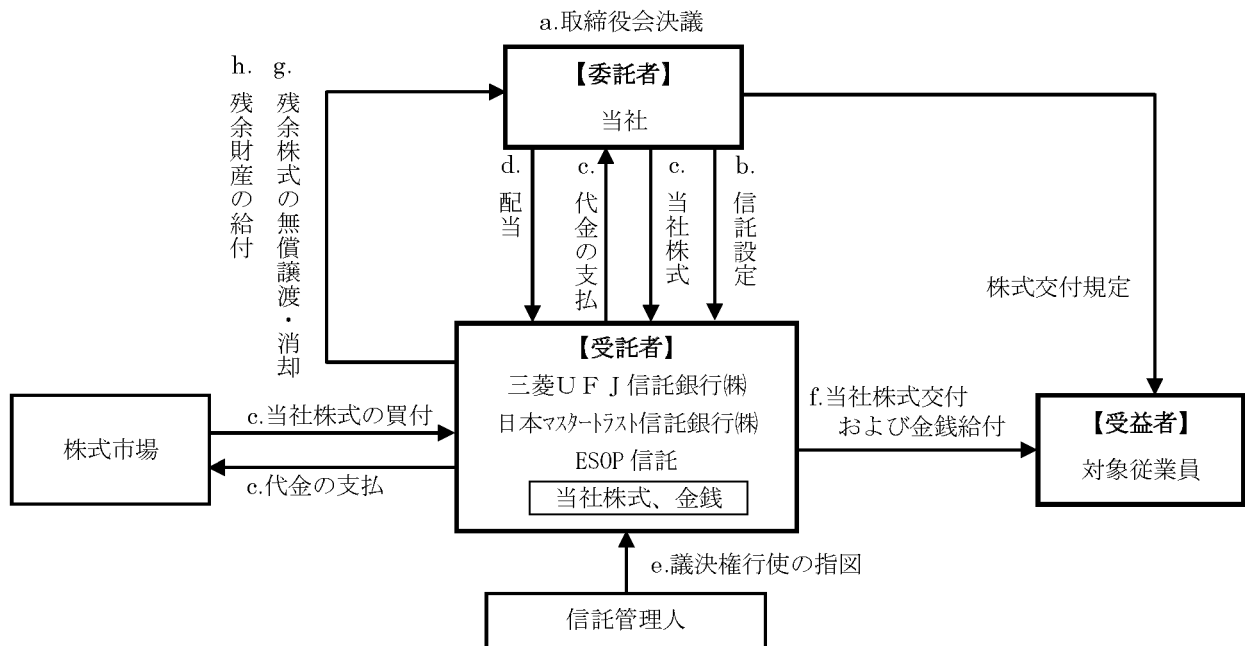 a.取締役会決議
h.
残余財産の給付
g.
残余株式の無償譲渡・消却
【委託者】
当社
d.
配当
c.
代金の支払
c.
当社株式
b.
信託設定
株式交付規定
【受託者】
三菱UFJ信託銀行㈱
日本マスタートラスト信託銀行㈱
ESOP信託
当社株式、金銭
株式市場
c.当社株式の買付
c.代金の支払
f.当社株式交付
および金銭給付
【受益者】
対象従業員
e.議決権行使の指図
信託管理人